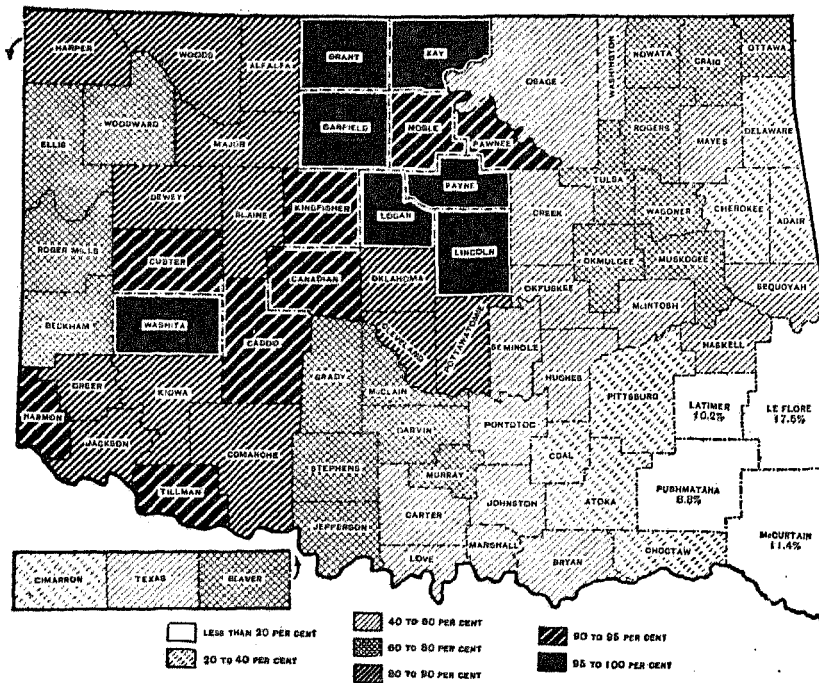 HARPER
WOODS
ALFALFA
GRANT
KAY
OSAGE
WASHINGTON
NOWATA
CRAIG
OTTAWA
ELLIS
WOODWARD
MAJOR
GARFIELD
NOBLE
PAWNEE
ROGERS
MAYES
DELAWARE
DEWEY
BLAINE
KINGFISHER
LOGAN
PAYNE
CREEK
TULSA
WAGONER
CHEROKEE
ADAIR
ROGER MILLS
CUSTER
CANADIAN
OKLAHOMA
LINCOLN
OKFUSKEE
OKMULGEE
MUSKOGEE
SEQUOYAH
BECKHAM
WASHITA
CADDO
CLEVELAND
POTTAWATOMIE
SEMINOLE
McINTOSH
HASKELL
HARMON
GREER
KIOWA
GRADY
McCLAIN
HUGHES
PITTSBURG
LATIMER
10.2%
LE FLORE
17.5%
JACKSON
COMANCHE
GARVIN
PONTOTOC
COAL
TILLMAN
STEPHENS
MURRAY
JOHNSTON
ATOKA
PUSHMATAHA
8.8%
JEFFERSON
CARTER
LOVE
MARSHALL
BRYAN
CHOCTAW
McCURTAIN
11.4%
CIMARRON
TEXAS
BEAVER
LESS THAN 20 PER CENT
20 TO 40 PER CENT
40 TO 60 PER CENT
60 TO 80 PER CENT
80 TO 90 PER CENT
90 TO 95 PER CENT
95 TO 100 PER CENT